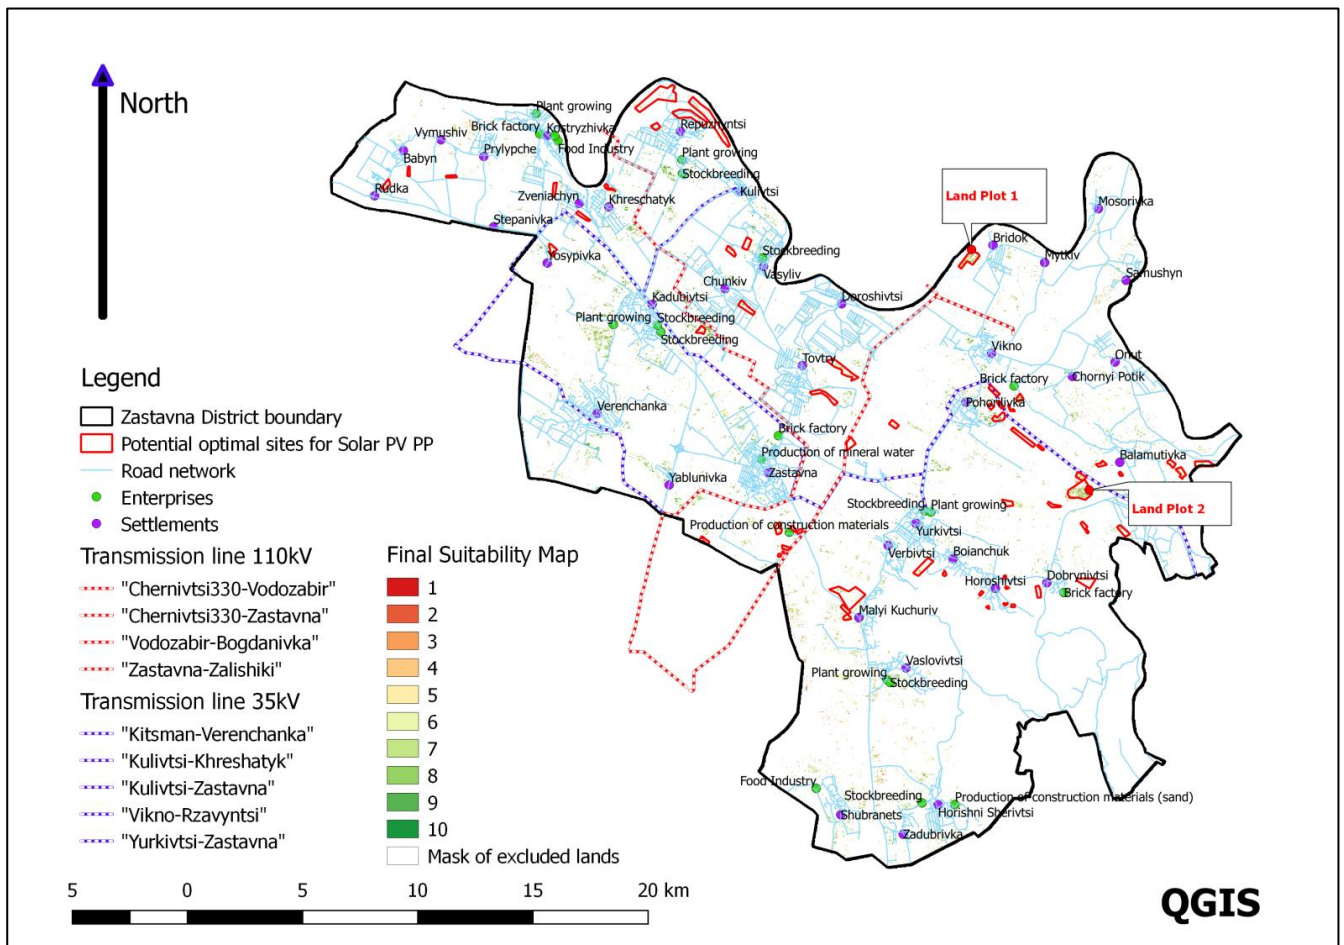 North
Plant growing
Brick factory
Kostryzhivka
Food Industry
Vymushiv
Babyn
Prylypche
Rudka
Zveniachyn
Khreschatyk
Stepanivka
Yosypivka
Repuzhyntsi
Plant growing
Stockbreeding
Kulivtsi
Stockbreeding
Vasyliv
Chunkiv
Doroshivtsi
Kadubivtsi
Plant growing
Stockbreeding
Stockbreeding
Tovtry
Verenchanka
Brick factory
Production of mineral water
Zastavna
Yablunivka
Production of construction materials
Land Plot 1
Bridok
Mytkiv
Mosorivka
Samushyn
Vikno
Onut
Chornyi Potik
Brick factory
Pohorilivka
Balamutivka
Land Plot 2
Stockbreeding
Plant growing
Yurkivtsi
Verbivtsi
Boianchuk
Horoshivtsi
Dobrynivtsi
Brick factory
Malyi Kuchuriv
Vaslovivtsi
Plant growing
Stockbreeding
Food Industry
Shubranets
Stockbreeding
Production of construction materials (sand)
Horishni Sherivtsi
Zadubrivka
Legend
Zastavna District boundary
Potential optimal sites for Solar PV PP
Road network
Enterprises
Settlements
Transmission line 110kV
"Chernivtsi330-Vodozabir"
"Chernivtsi330-Zastavna"
"Vodozabir-Bogdanivka"
"Zastavna-Zalishiki"
Transmission line 35kV
"Kitsman-Verenchanka"
"Kulivtsi-Khreshatyk"
"Kulivtsi-Zastavna"
"Vikno-Rzavyntsi"
"Yurkivtsi-Zastavna"
Final Suitability Map
1
2
3
4
5
6
7
8
9
10
Mask of excluded lands
5 0 5 10 15 20 km
QGIS